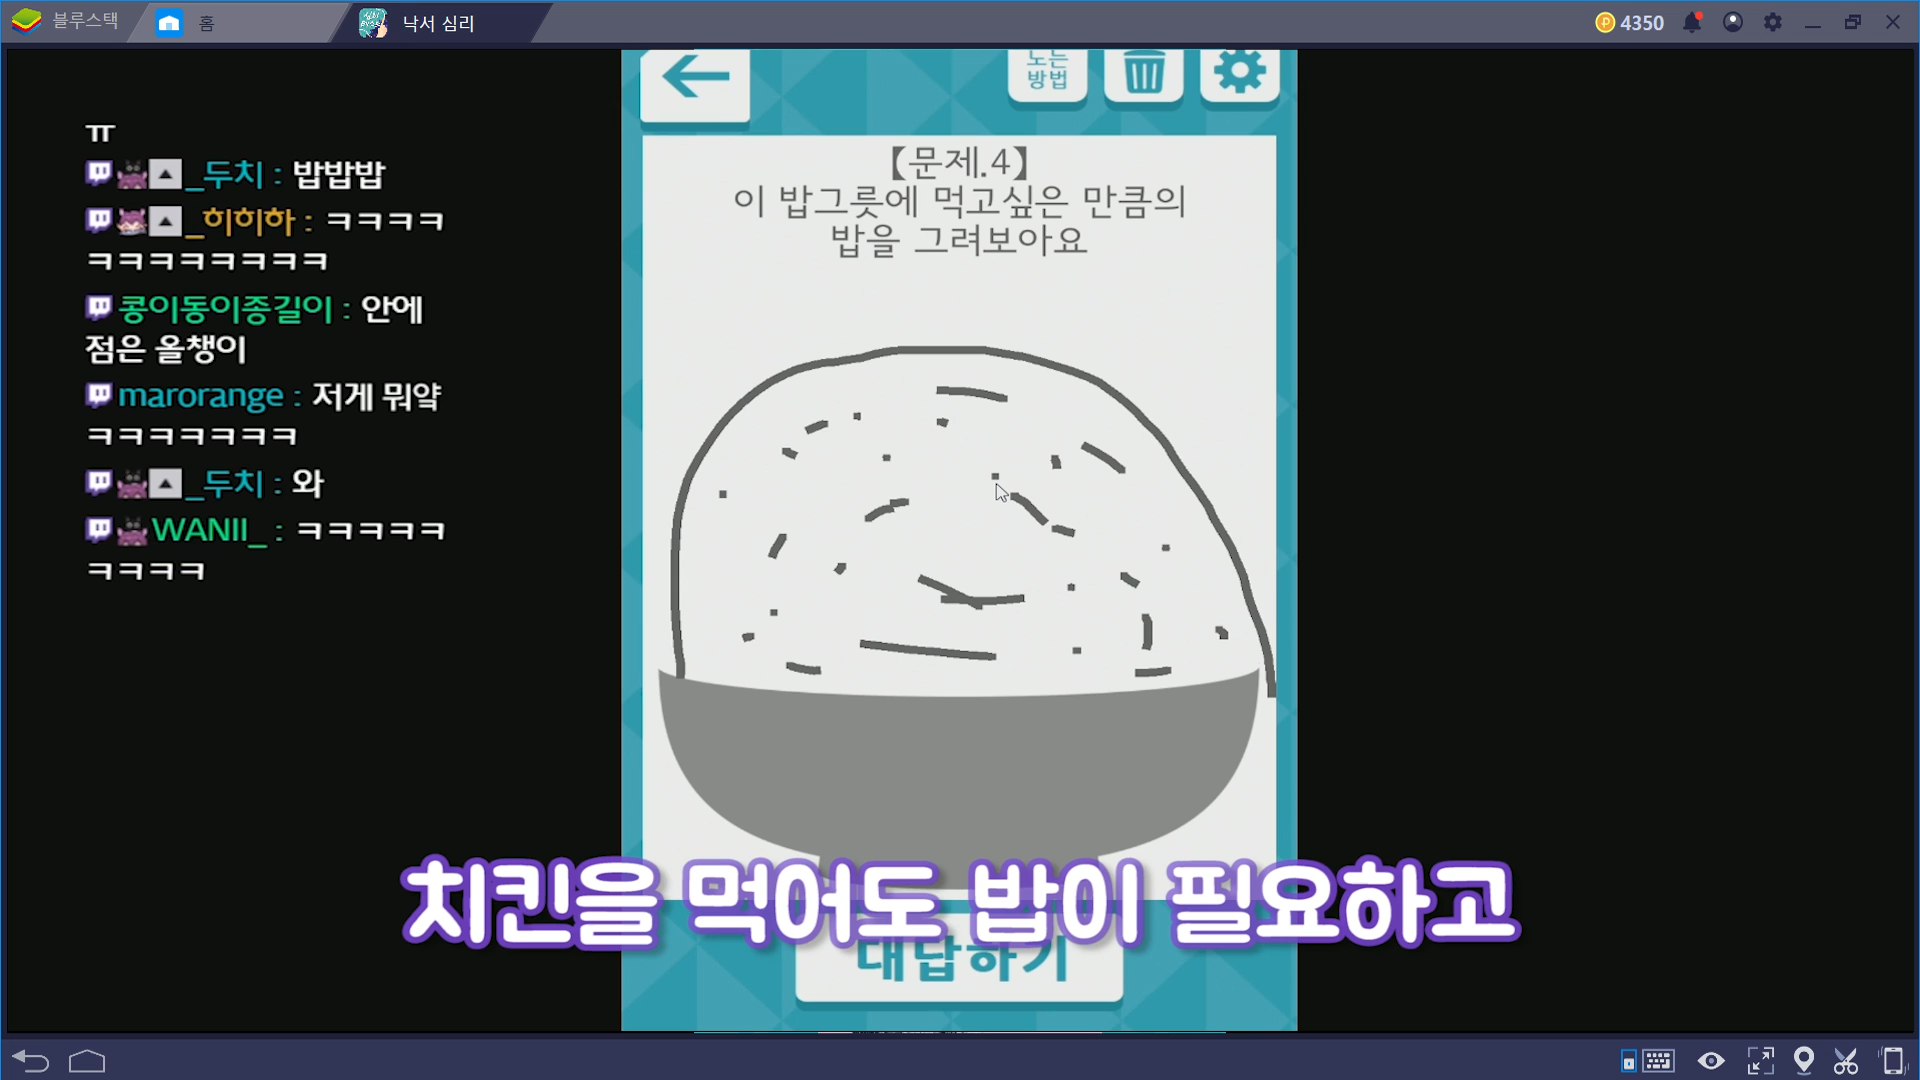 블루스택
홈
낙서 심리
4350
ㅠ
_두치 : 밥밥밥
_히히하 : ㅋㅋㅋㅋ
ㅋㅋㅋㅋㅋㅋㅋㅋ
콩이동이종길이 : 안에
점은 올챙이
marorange : 저게 뭐얔
ㅋㅋㅋㅋㅋㅋㅋ
_두치 : 와
WANII_ : ㅋㅋㅋㅋㅋ
ㅋㅋㅋㅋ
노는
방법
【문제.4】
이 밥그릇에 먹고싶은 만큼의
밥을 그려보아요
치킨을 먹어도 밥이 필요하고
대답하기